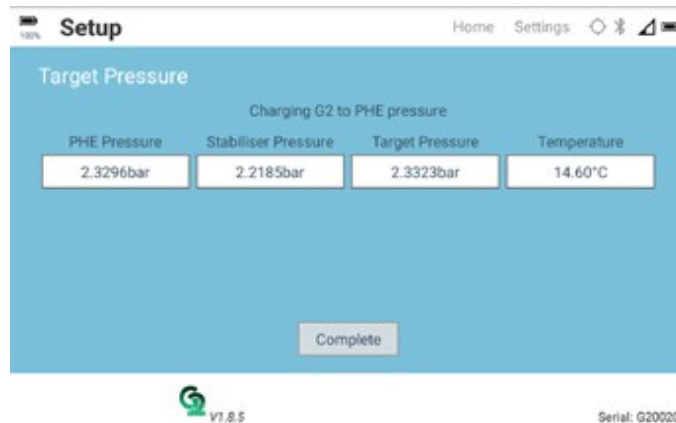 100%
Setup
Home Settings
Target Pressure
Charging G2 to PHE pressure
PHE Pressure Stabiliser Pressure Target Pressure Temperature
2.3296bar 2.2185bar 2.3323bar 14.60°C
Complete
G2 V1.8.5
Serial: G20020